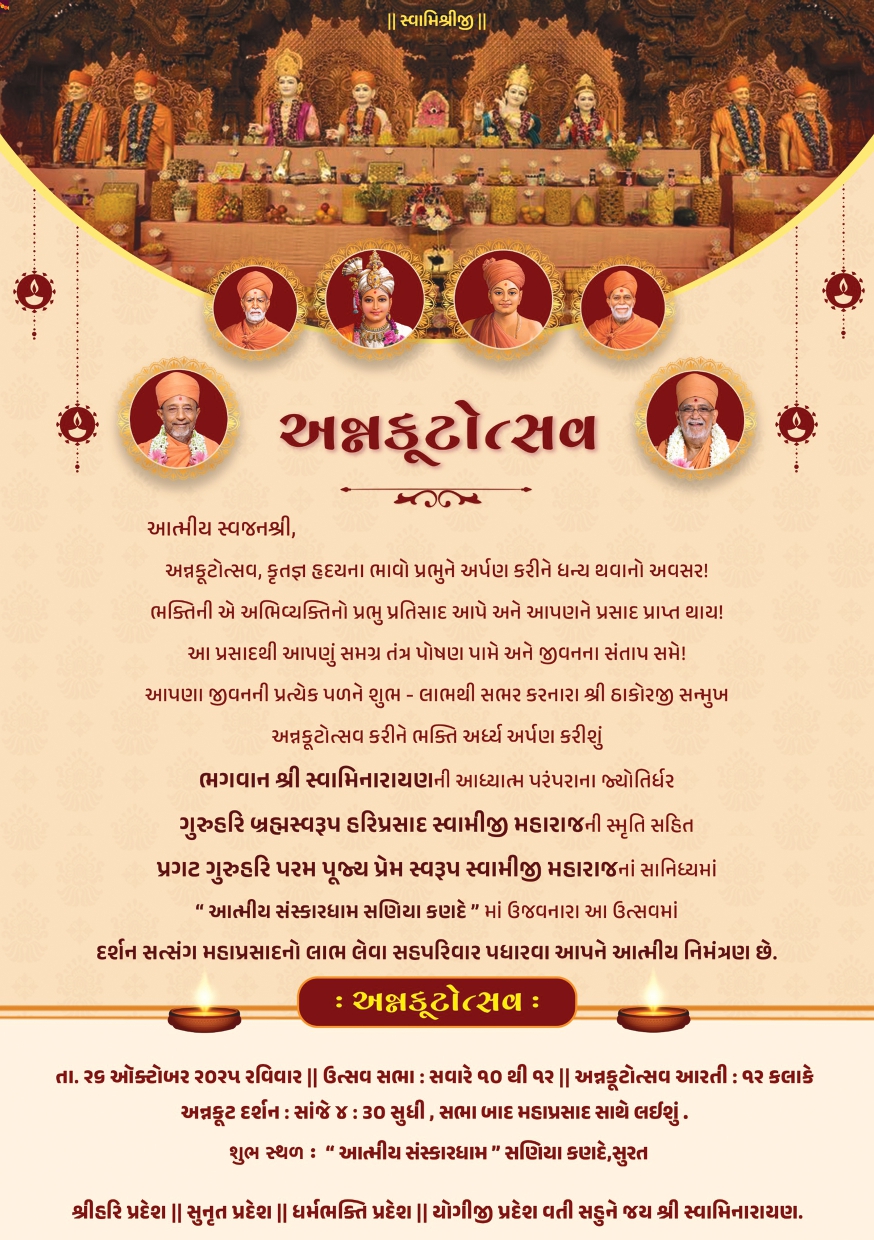 || સ્વામિશ્રીજી ||
અન્નકૂટોત્સવ
આત્મીય સ્વજનશ્રી,
અન્નકૂટોત્સવ, કૃતજ્ઞ હૃદયના ભાવો પ્રભુને અર્પણ કરીને ધન્ય થવાનો અવસર!
ભક્તિની એ અભિવ્યક્તિનો પ્રભુ પ્રતિસાદ આપે અને આપણને પ્રસાદ પ્રાપ્ત થાય!
આ પ્રસાદથી આપણું સમગ્ર તંત્ર પોષણ પામે અને જીવનના સંતાપ સમે!
આપણા જીવનની પ્રત્યેક પળને શુભ - લાભથી સભર કરનારા શ્રી ઠાકોરજી સન્મુખ
અન્નકૂટોત્સવ કરીને ભક્તિ અર્ધ્ય અર્પણ કરીશું
ભગવાન શ્રી સ્વામિનારાયણની આધ્યાત્મ પરંપરાના જ્યોતિર્ધર
ગુરુહરિ બ્રહ્મસ્વરૂપ હરિપ્રસાદ સ્વામીજી મહારાજની સ્મૃતિ સહિત
પ્રગટ ગુરુહરિ પરમ પૂજ્ય પ્રેમ સ્વરૂપ સ્વામીજી મહારાજનાં સાનિધ્યમાં
“ આત્મીય સંસ્કારધામ સણિયા કણદે ” માં ઉજવનારા આ ઉત્સવમાં
દર્શન સત્સંગ મહાપ્રસાદનો લાભ લેવા સહપરિવાર પધારવા આપને આત્મીય નિમંત્રણ છે.
: અન્નકૂટોત્સવ :
તા. ૨૬ ઑક્ટોબર ૨૦૨૫ રવિવાર || ઉત્સવ સભા : સવારે ૧૦ થી ૧૨ || અન્નકૂટોત્સવ આરતી : ૧૨ કલાકે
અન્નકૂટ દર્શન : સાંજે ૪ : ૩૦ સુધી , સભા બાદ મહાપ્રસાદ સાથે લઈશું .
શુભ સ્થળ : “ આત્મીય સંસ્કારધામ ” સણિયા કણદે,સુરત
શ્રીહરિ પ્રદેશ || સુનૃત પ્રદેશ || ધર્મભક્તિ પ્રદેશ || યોગીજી પ્રદેશ વતી સહુને જય શ્રી સ્વામિનારાયણ.